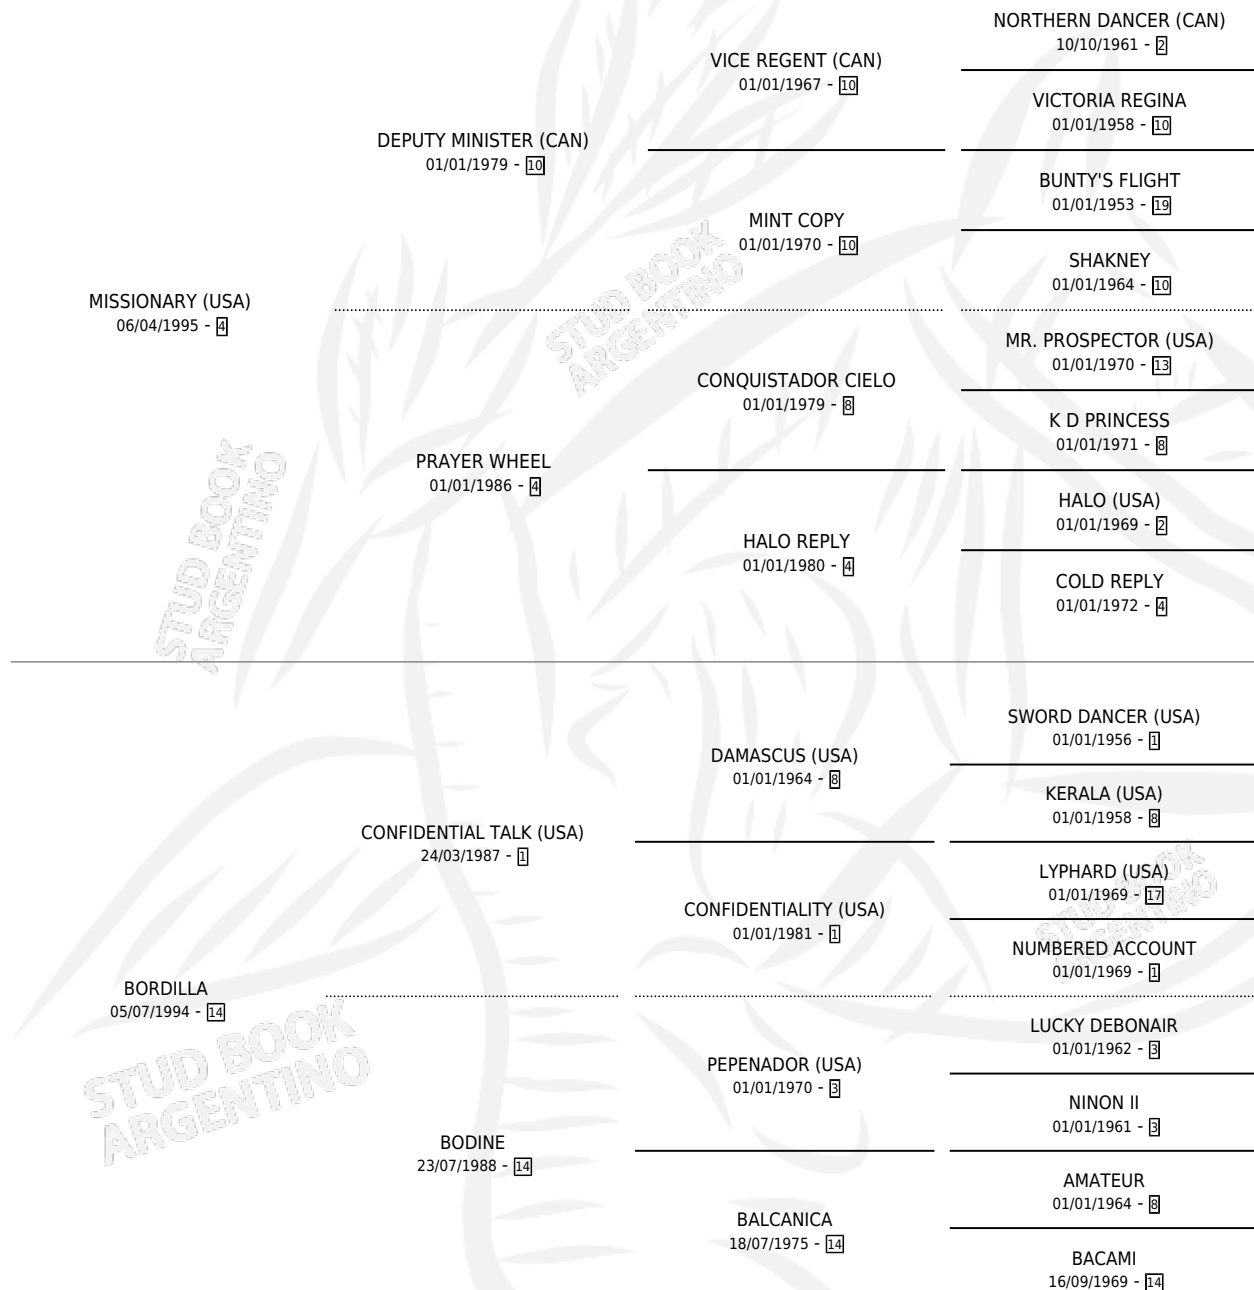 NORTHERN DANCER (CAN)
10/10/1961 - 2
VICE REGENT (CAN)
01/01/1967 - 10
VICTORIA REGINA
01/01/1958 - 10
DEPUTY MINISTER (CAN)
01/01/1979 - 10
BUNTY'S FLIGHT
01/01/1953 - 19
MINT COPY
01/01/1970 - 10
SHAKNEY
01/01/1964 - 10
MISSIONARY (USA)
06/04/1995 - 4
STUD BOOK
ARGENTINO
MR. PROSPECTOR (USA)
01/01/1970 - 13
CONQUISTADOR CIELO
01/01/1979 - 8
K D PRINCESS
01/01/1971 - 8
PRAYER WHEEL
01/01/1986 - 4
HALO (USA)
01/01/1969 - 2
HALO REPLY
01/01/1980 - 4
COLD REPLY
01/01/1972 - 4
STUD BOOK
ARGENTINO
SWORD DANCER (USA)
01/01/1956 - 1
DAMASCUS (USA)
01/01/1964 - 8
KERALA (USA)
01/01/1958 - 8
CONFIDENTIAL TALK (USA)
24/03/1987 - 1
LYPHARD (USA)
01/01/1969 - 17
STUD BOOK
ARGENTINO
CONFIDENTIALITY (USA)
01/01/1981 - 1
NUMBERED ACCOUNT
01/01/1969 - 1
BORDILLA
05/07/1994 - 14
STUD BOOK
ARGENTINO
LUCKY DEBONAIR
01/01/1962 - 3
PEPENADOR (USA)
01/01/1970 - 3
NINON II
01/01/1961 - 3
BODINE
23/07/1988 - 14
AMATEUR
01/01/1964 - 8
BALCANICA
18/07/1975 - 14
BACAMI
16/09/1969 - 14